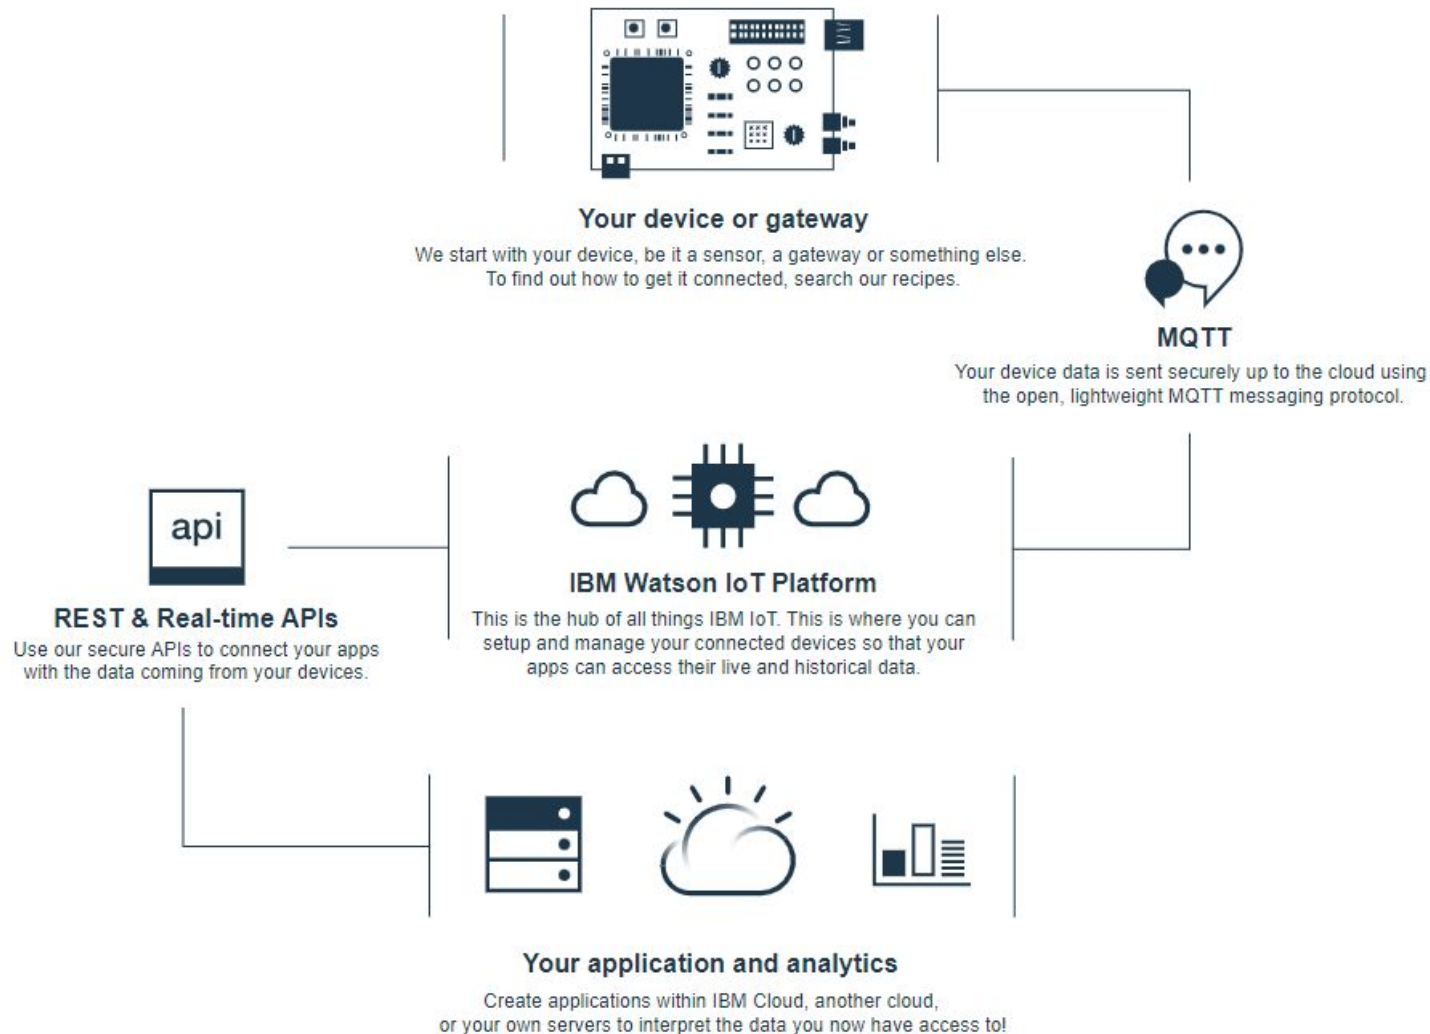 Your device or gateway
We start with your device, be it a sensor, a gateway or something else.
To find out how to get it connected, search our recipes.
MQTT
Your device data is sent securely up to the cloud using
the open, lightweight MQTT messaging protocol.
api
REST & Real-time APIs
Use our secure APIs to connect your apps
with the data coming from your devices.
IBM Watson IoT Platform
This is the hub of all things IBM IoT. This is where you can
setup and manage your connected devices so that your
apps can access their live and historical data.
Your application and analytics
Create applications within IBM Cloud, another cloud,
or your own servers to interpret the data you now have access to!